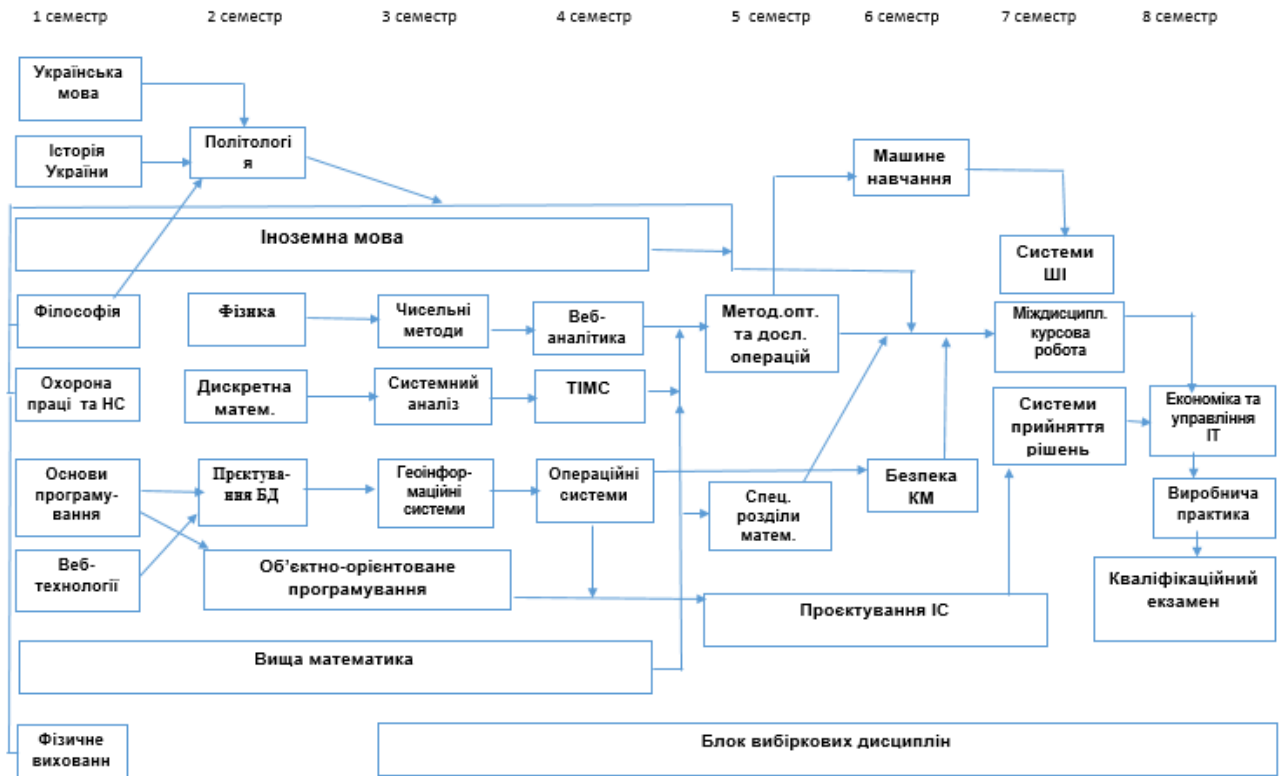 1 семестр
2 семестр
3 семестр
4 семестр
5 семестр
6 семестр
7 семестр
8 семестр
Українська
мова
Історія
України
Політологі
я
Машине
навчання
Іноземна мова
Системи
ШІ
Філософія
Фізика
Чисельні
методи
Веб-
аналітика
Метод.опт.
та досл.
операцій
Міждисципл.
курсова
робота
Охорона
праці та НС
Дискретна
матем.
Системний
аналіз
ТІМС
Системи
прийняття
рішень
Економіка та
управління
ІТ
Основи
програму-
вання
Прєктува-
ння БД
Геоінфор-
маційні
системи
Операційні
системи
Спец.
розділи
матем.
Безпека
КМ
Виробнича
практика
Веб-
технології
Об’єктно-орієнтоване
програмування
Проєктування ІС
Кваліфікаційний
екзамен
Вища математика
Фізичне
вихованн
Блок вибіркових дисциплін